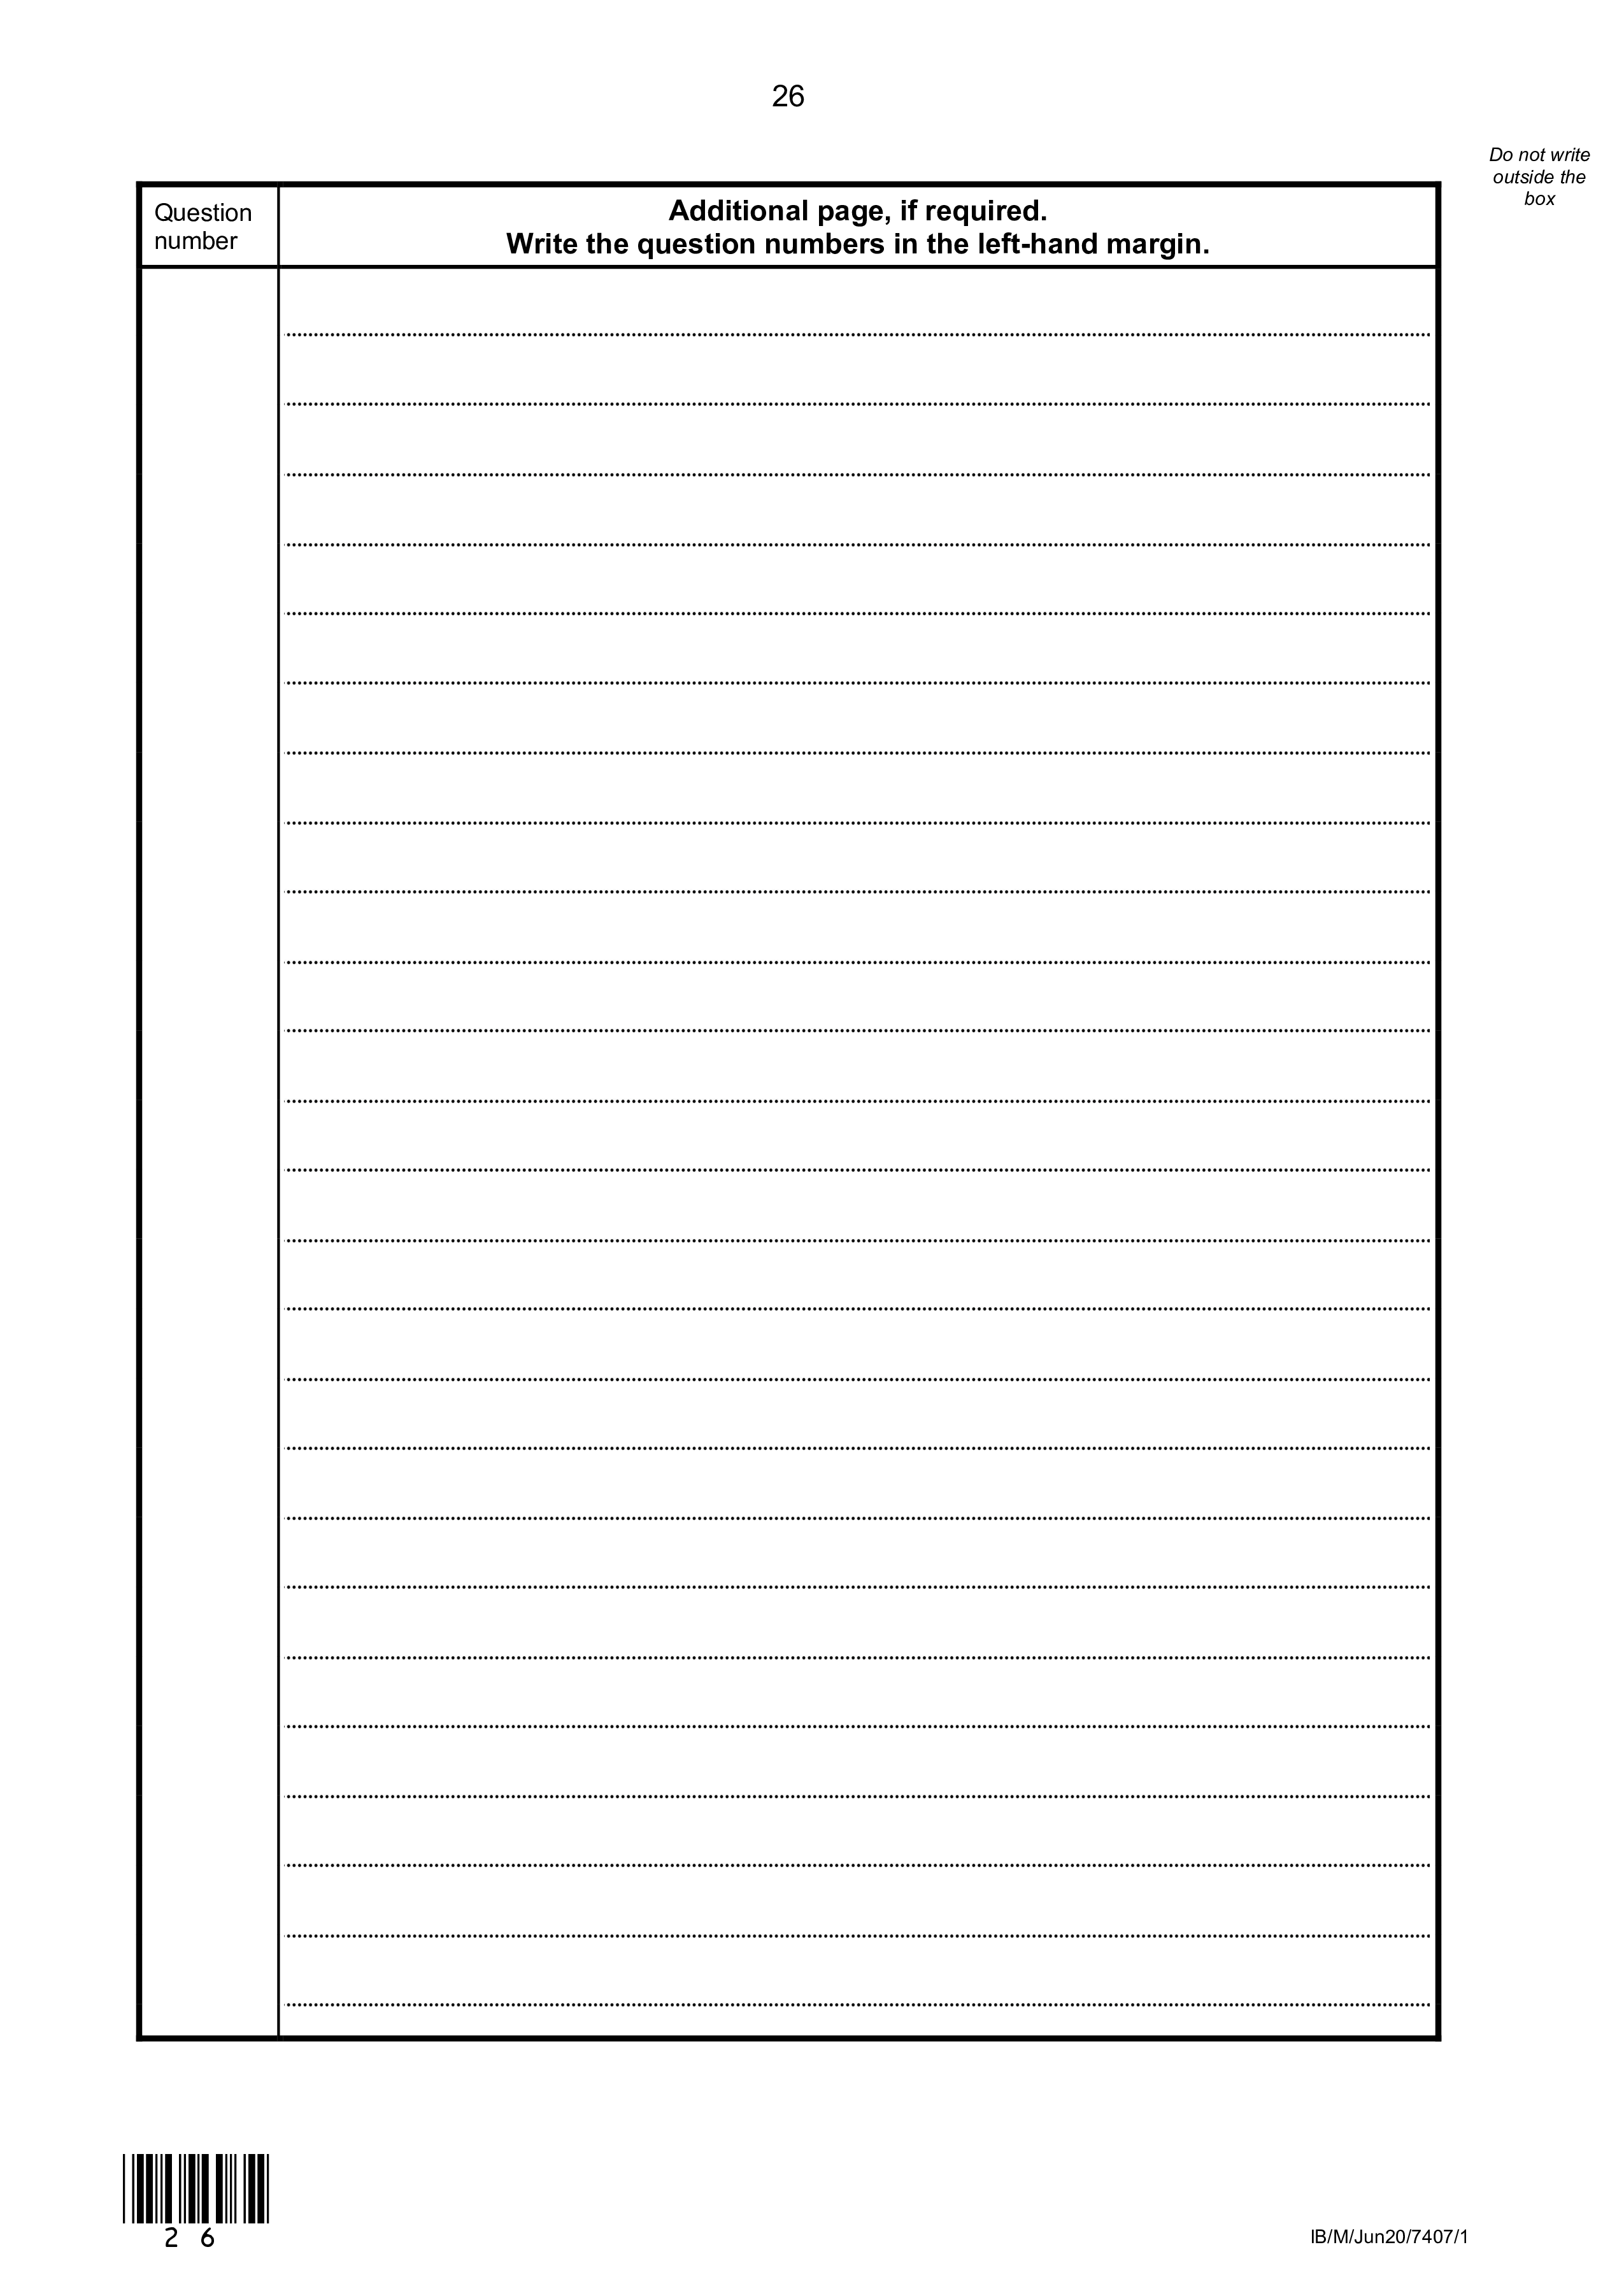 26
Do not write
outside the
box
Question
number
Additional page, if required.
Write the question numbers in the left-hand margin.
2 6
IB/M/Jun20/7407/1